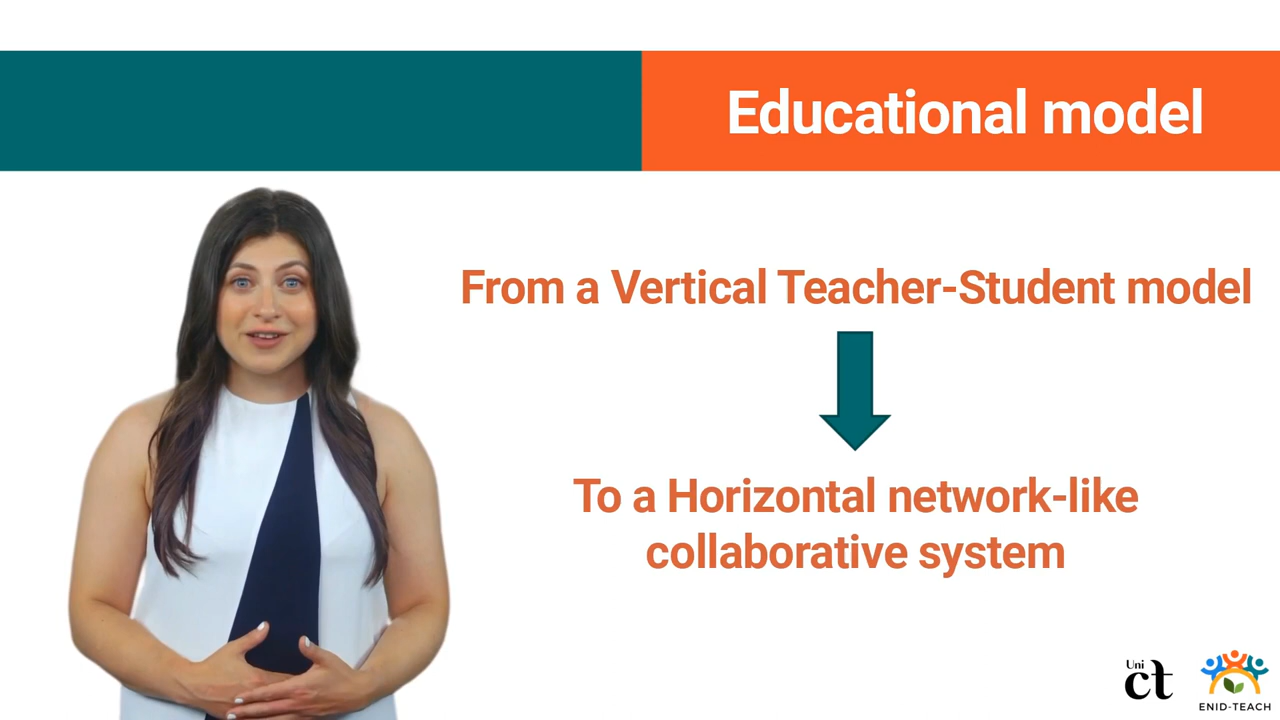 Educational model
From a Vertical Teacher-Student model
To a Horizontal network-like
collaborative system
Uni
ct
ENID-TEACH